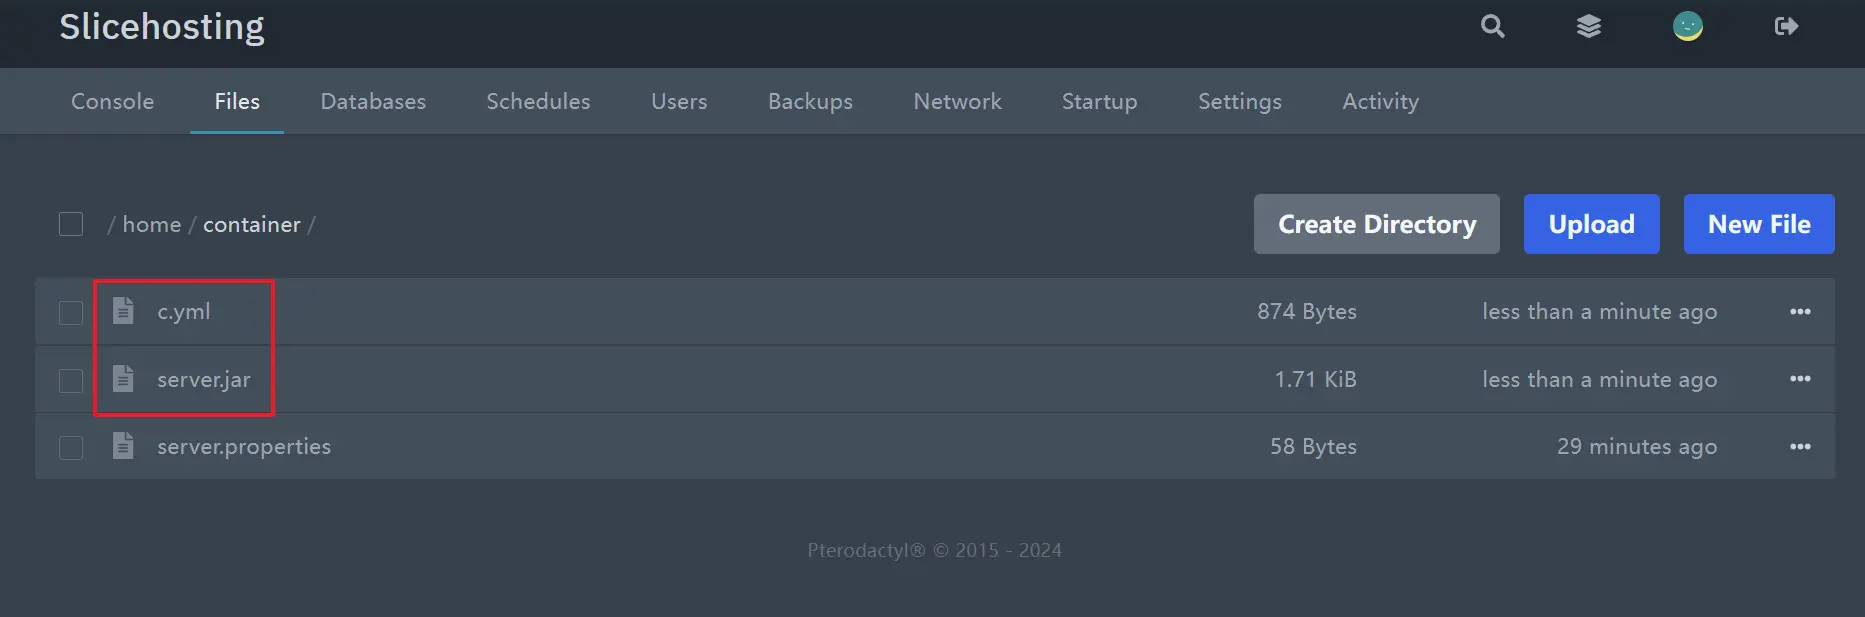 Slicehosting
Console Files Databases Schedules Users Backups Network Startup Settings Activity
/ home / container /
Create Directory Upload New File
c.yml 874 Bytes less than a minute ago
server.jar 1.71 KiB less than a minute ago
server.properties 58 Bytes 29 minutes ago
Pterodactyl® © 2015 - 2024